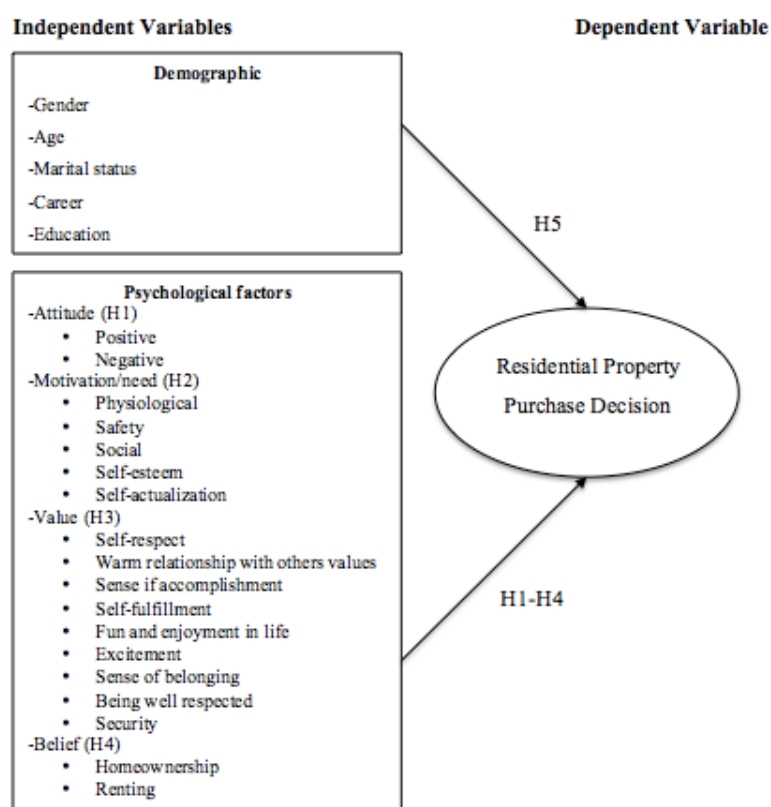 Independent Variables
Dependent Variable
Demographic
-Gender
-Age
-Marital status
-Career
-Education
H5
Psychological factors
-Attitude (H1)
• Positive
• Negative
-Motivation/need (H2)
• Physiological
• Safety
• Social
• Self-esteem
• Self-actualization
-Value (H3)
• Self-respect
• Warm relationship with others values
• Sense if accomplishment
• Self-fulfillment
• Fun and enjoyment in life
• Excitement
• Sense of belonging
• Being well respected
• Security
-Belief (H4)
• Homeownership
• Renting
Residential Property
Purchase Decision
H1-H4